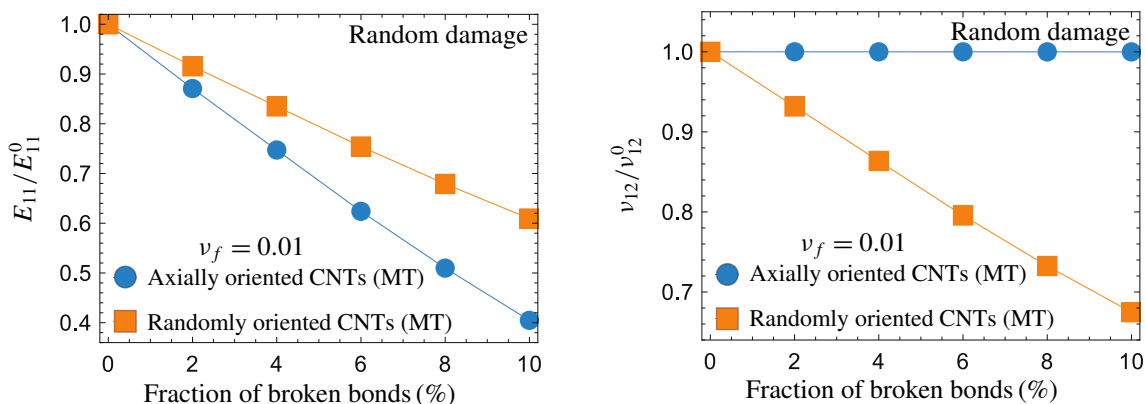 Random damage
1.0
0.9
0.8
0.7
0.6
0.5
0.4
E₁₁/E⁰₁₁
ν_f = 0.01
Axially oriented CNTs (MT)
Randomly oriented CNTs (MT)
0 2 4 6 8 10
Fraction of broken bonds (%)
Random damage
1.0
0.9
0.8
0.7
ν₁₂/ν⁰₁₂
ν_f = 0.01
Axially oriented CNTs (MT)
Randomly oriented CNTs (MT)
0 2 4 6 8 10
Fraction of broken bonds (%)